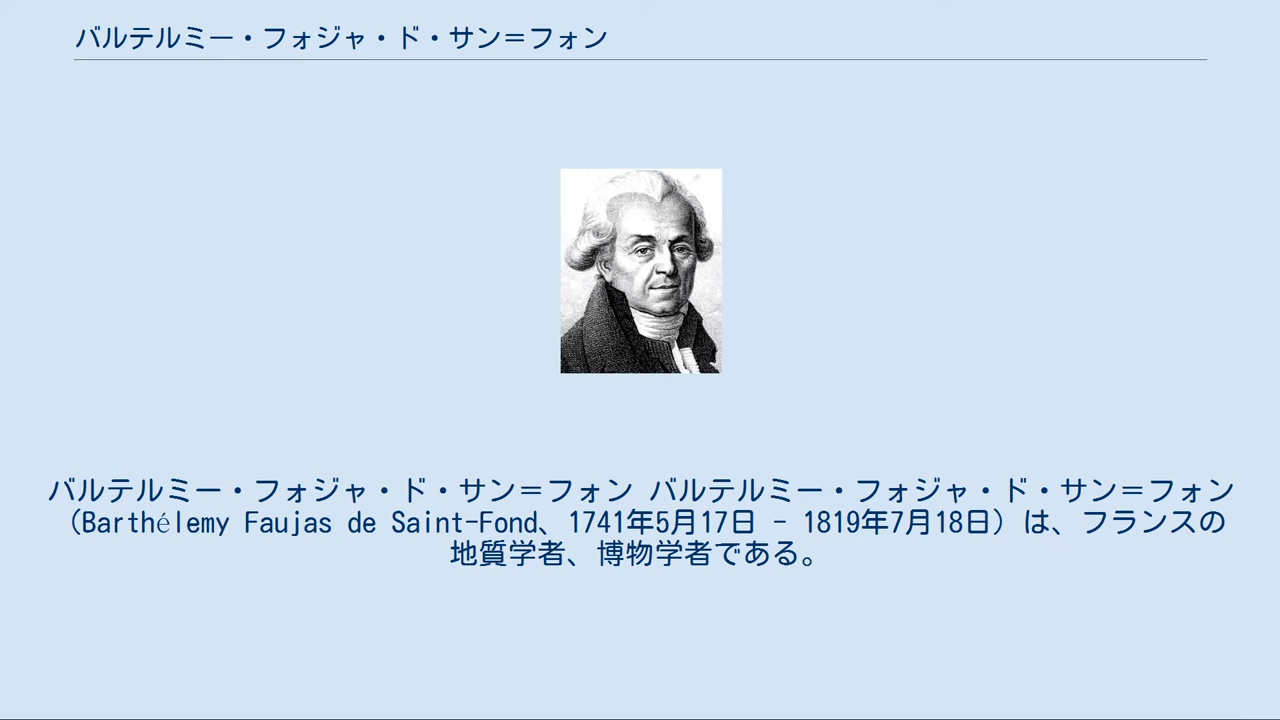 バルテルミー・フォジャ・ド・サン＝フォン
バルテルミー・フォジャ・ド・サン＝フォン バルテルミー・フォジャ・ド・サン＝フォン
（Barthélemy Faujas de Saint-Fond、1741年5月17日 - 1819年7月18日）は、フランスの
地質学者、博物学者である。